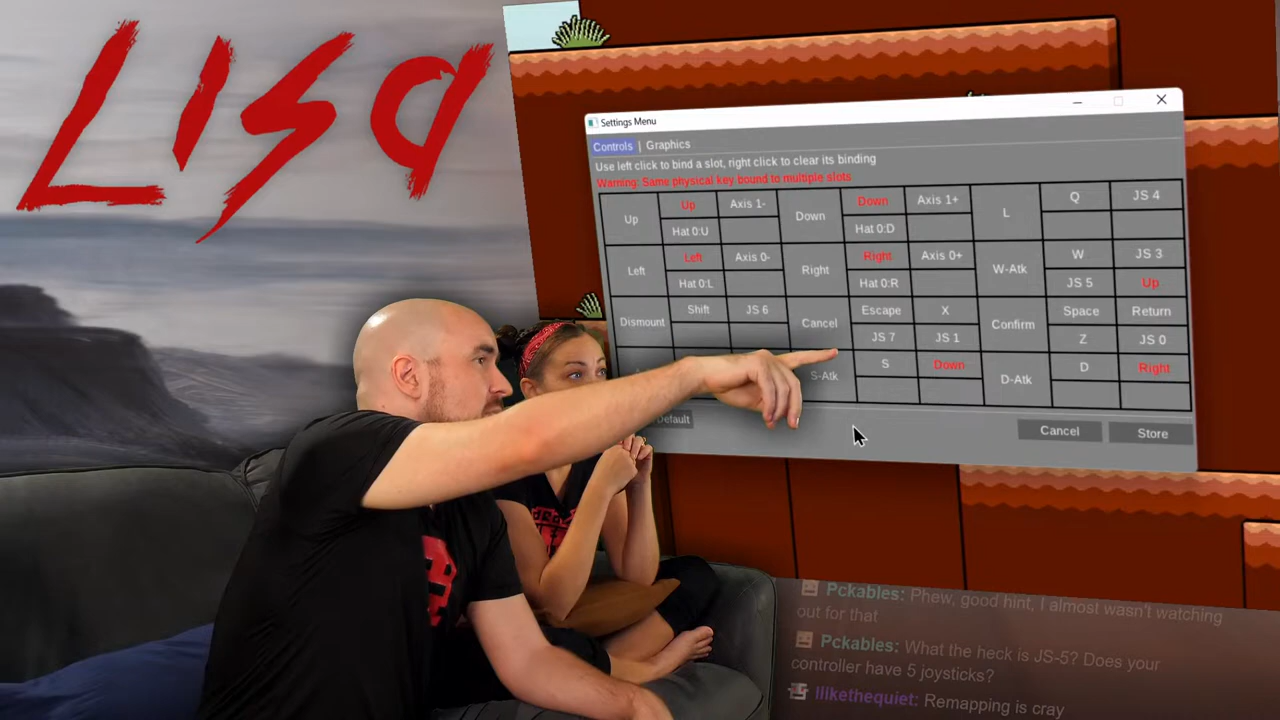 LISA
Settings Menu
Controls | Graphics
Use left click to bind a slot, right click to clear its binding
Warning: Same physical key bound to multiple slots
Up Up Axis 1- Down Down Axis 1+ L Q JS 4
Hat 0:U Hat 0:D
Left Left Axis 0- Right Right Axis 0+ W-Atk W JS 3
Hat 0:L Hat 0:R JS 5 Up
Dismount Shift JS 6 Cancel Escape X Confirm Space Return
JS 7 JS 1 Z JS 0
S-Atk S Down D-Atk D Right
Default Cancel Store
Pckables: Phew, good hint, I almost wasn't watching
out for that
Pckables: What the heck is JS-5? Does your
controller have 5 joysticks?
Ilikethequiet: Remapping is cray